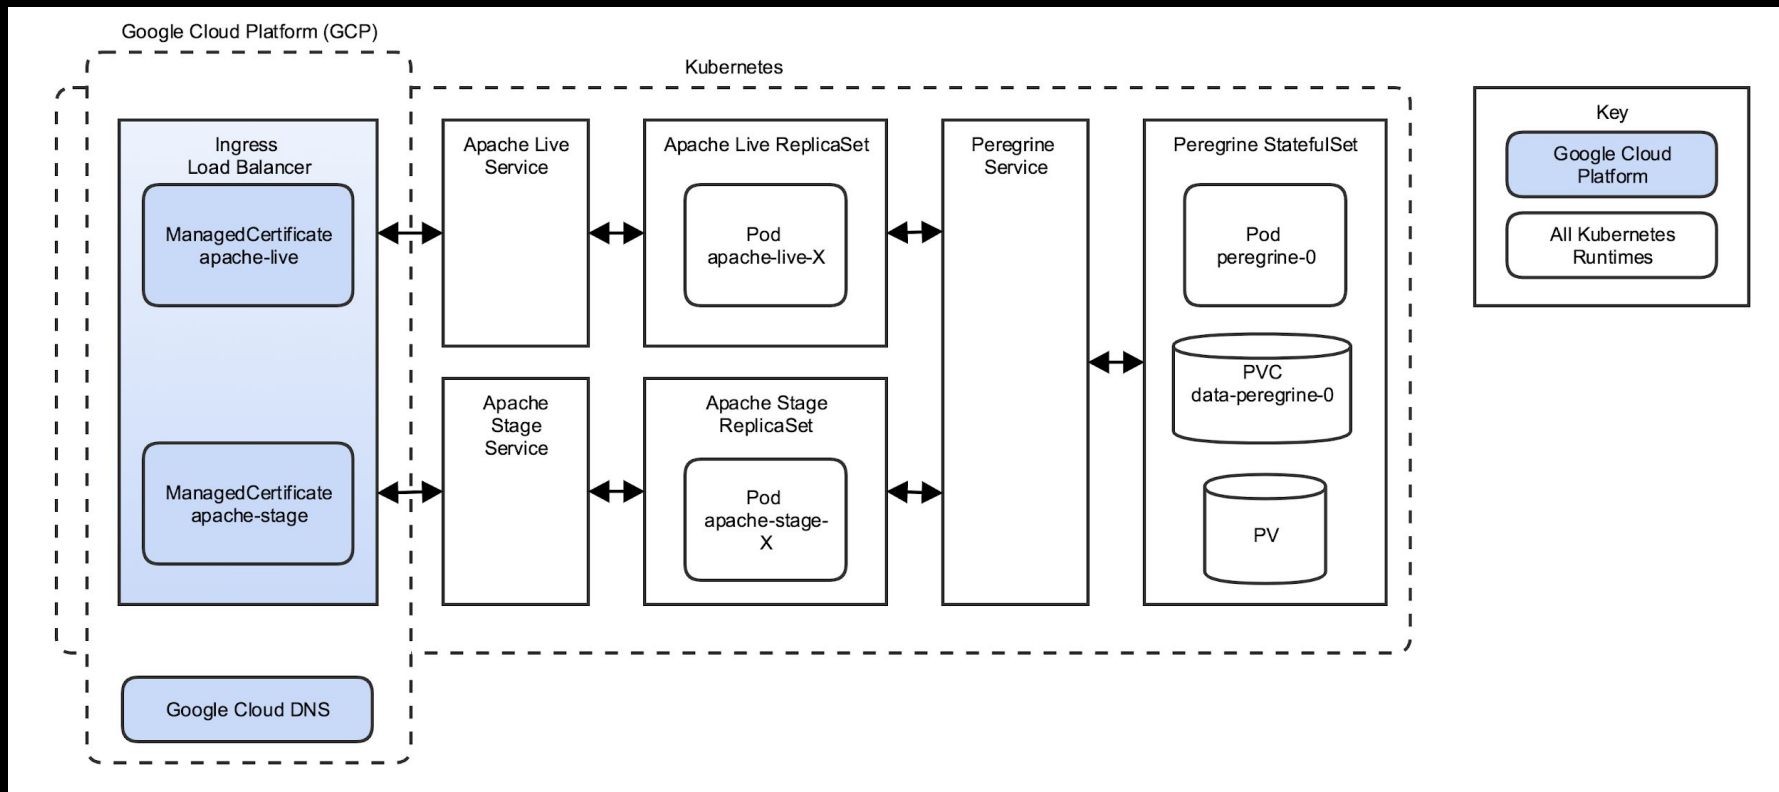 Google Cloud Platform (GCP)
Kubernetes
Ingress
Load Balancer
ManagedCertificate
apache-live
ManagedCertificate
apache-stage
Google Cloud DNS
Apache Live
Service
Apache
Stage
Service
Apache Live ReplicaSet
Pod
apache-live-X
Apache Stage
ReplicaSet
Pod
apache-stage-
X
Peregrine
Service
Peregrine StatefulSet
Pod
peregrine-0
PVC
data-peregrine-0
PV
Key
Google Cloud
Platform
All Kubernetes
Runtimes